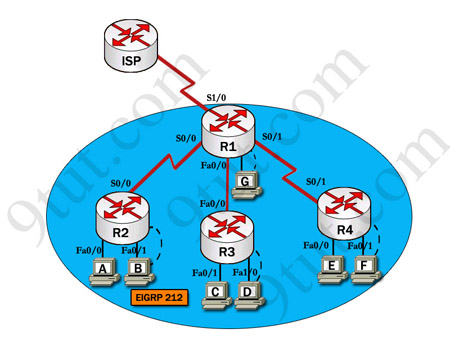 ISP
S1/0
S0/0
R1
S0/1
Fa0/0
G
S0/0
Fa0/0
S0/1
R2
R3
R4
Fa0/0
Fa0/1
Fa0/0
Fa0/1
A
B
Fa0/1
Fa1/0
E
F
C
D
EIGRP 212
9tut.com
9tut.com
9tut.com